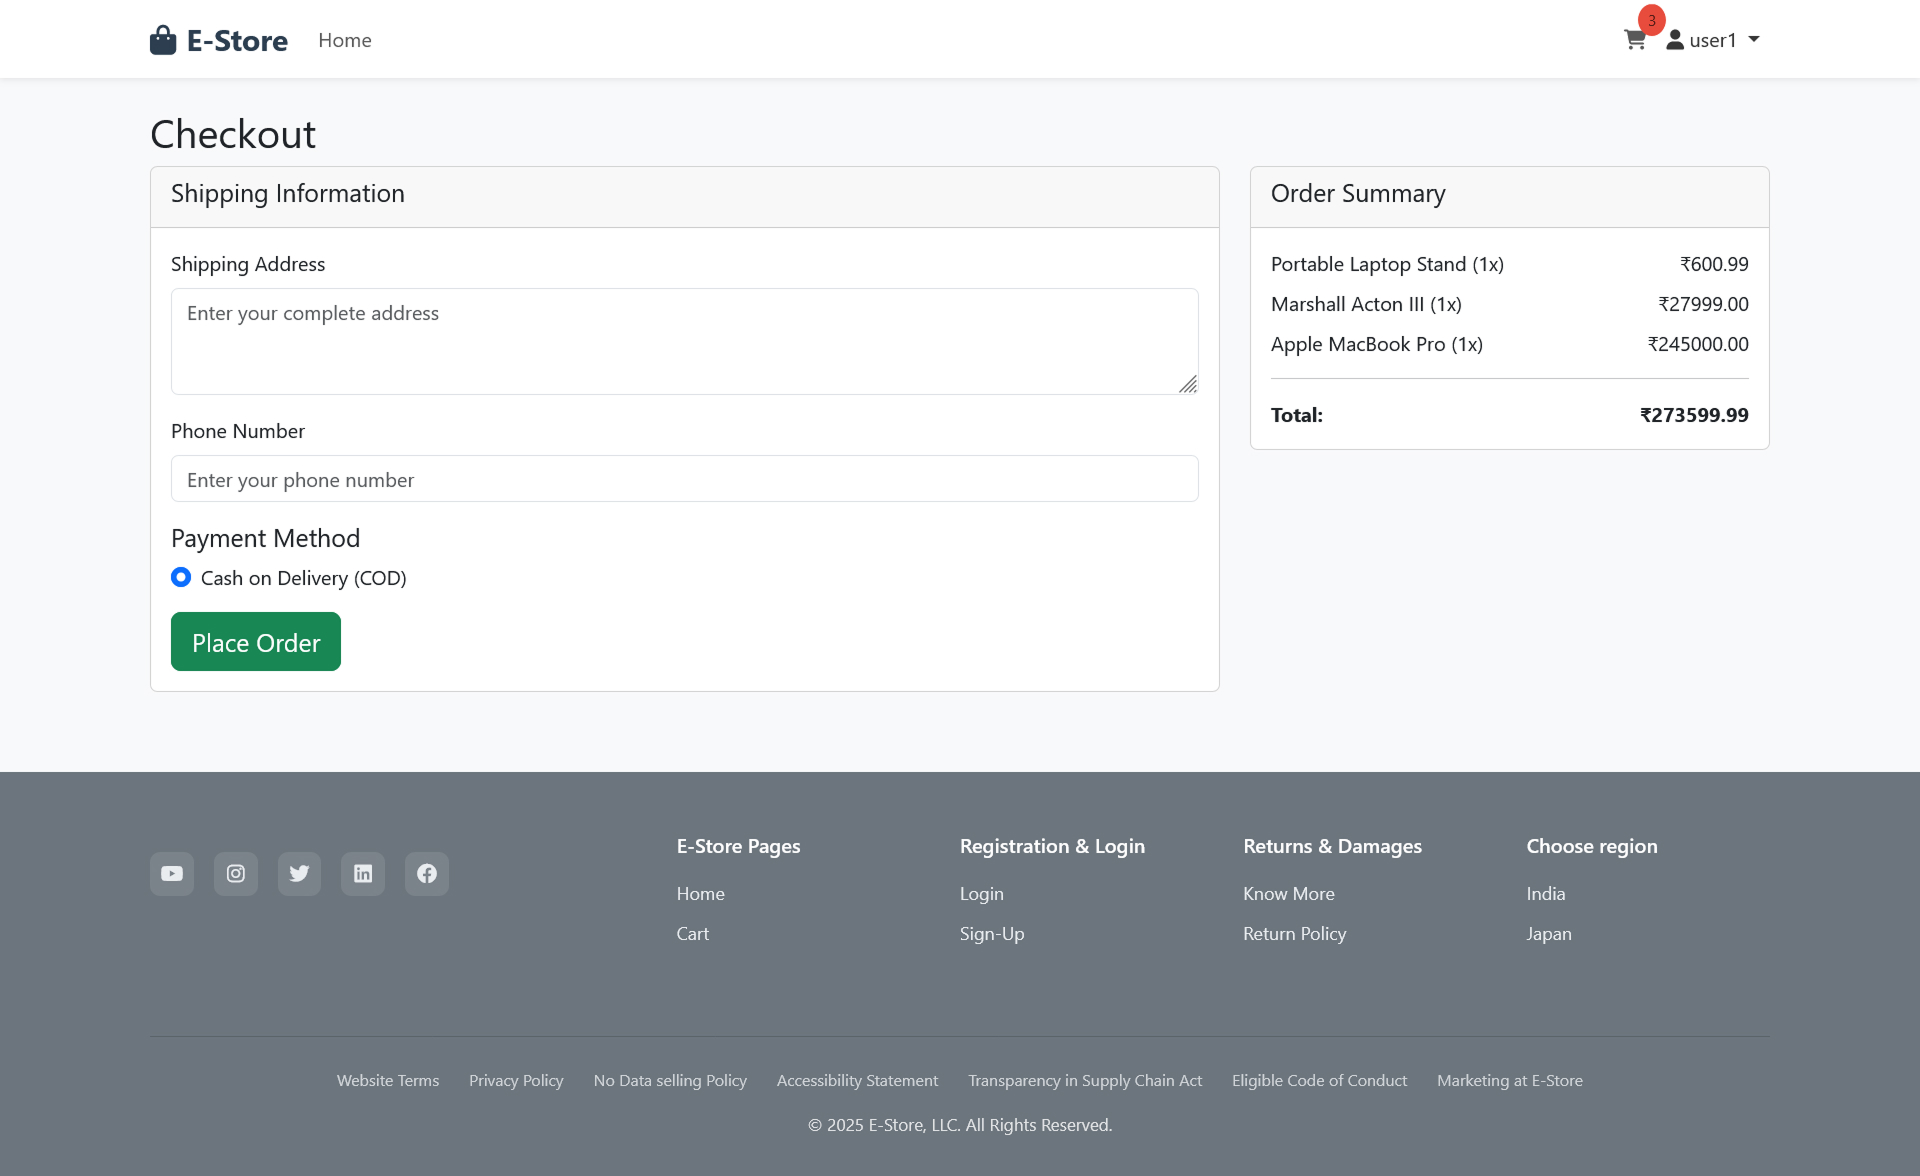 E-Store
Home
3
user1
Checkout
Shipping Information
Shipping Address
Enter your complete address
Phone Number
Enter your phone number
Payment Method
Cash on Delivery (COD)
Place Order
Order Summary
Portable Laptop Stand (1x) ₹600.99
Marshall Acton III (1x) ₹27999.00
Apple MacBook Pro (1x) ₹245000.00
Total: ₹273599.99
E-Store Pages
Home
Cart
Registration & Login
Login
Sign-Up
Returns & Damages
Know More
Return Policy
Choose region
India
Japan
Website Terms Privacy Policy No Data selling Policy Accessibility Statement Transparency in Supply Chain Act Eligible Code of Conduct Marketing at E-Store
© 2025 E-Store, LLC. All Rights Reserved.